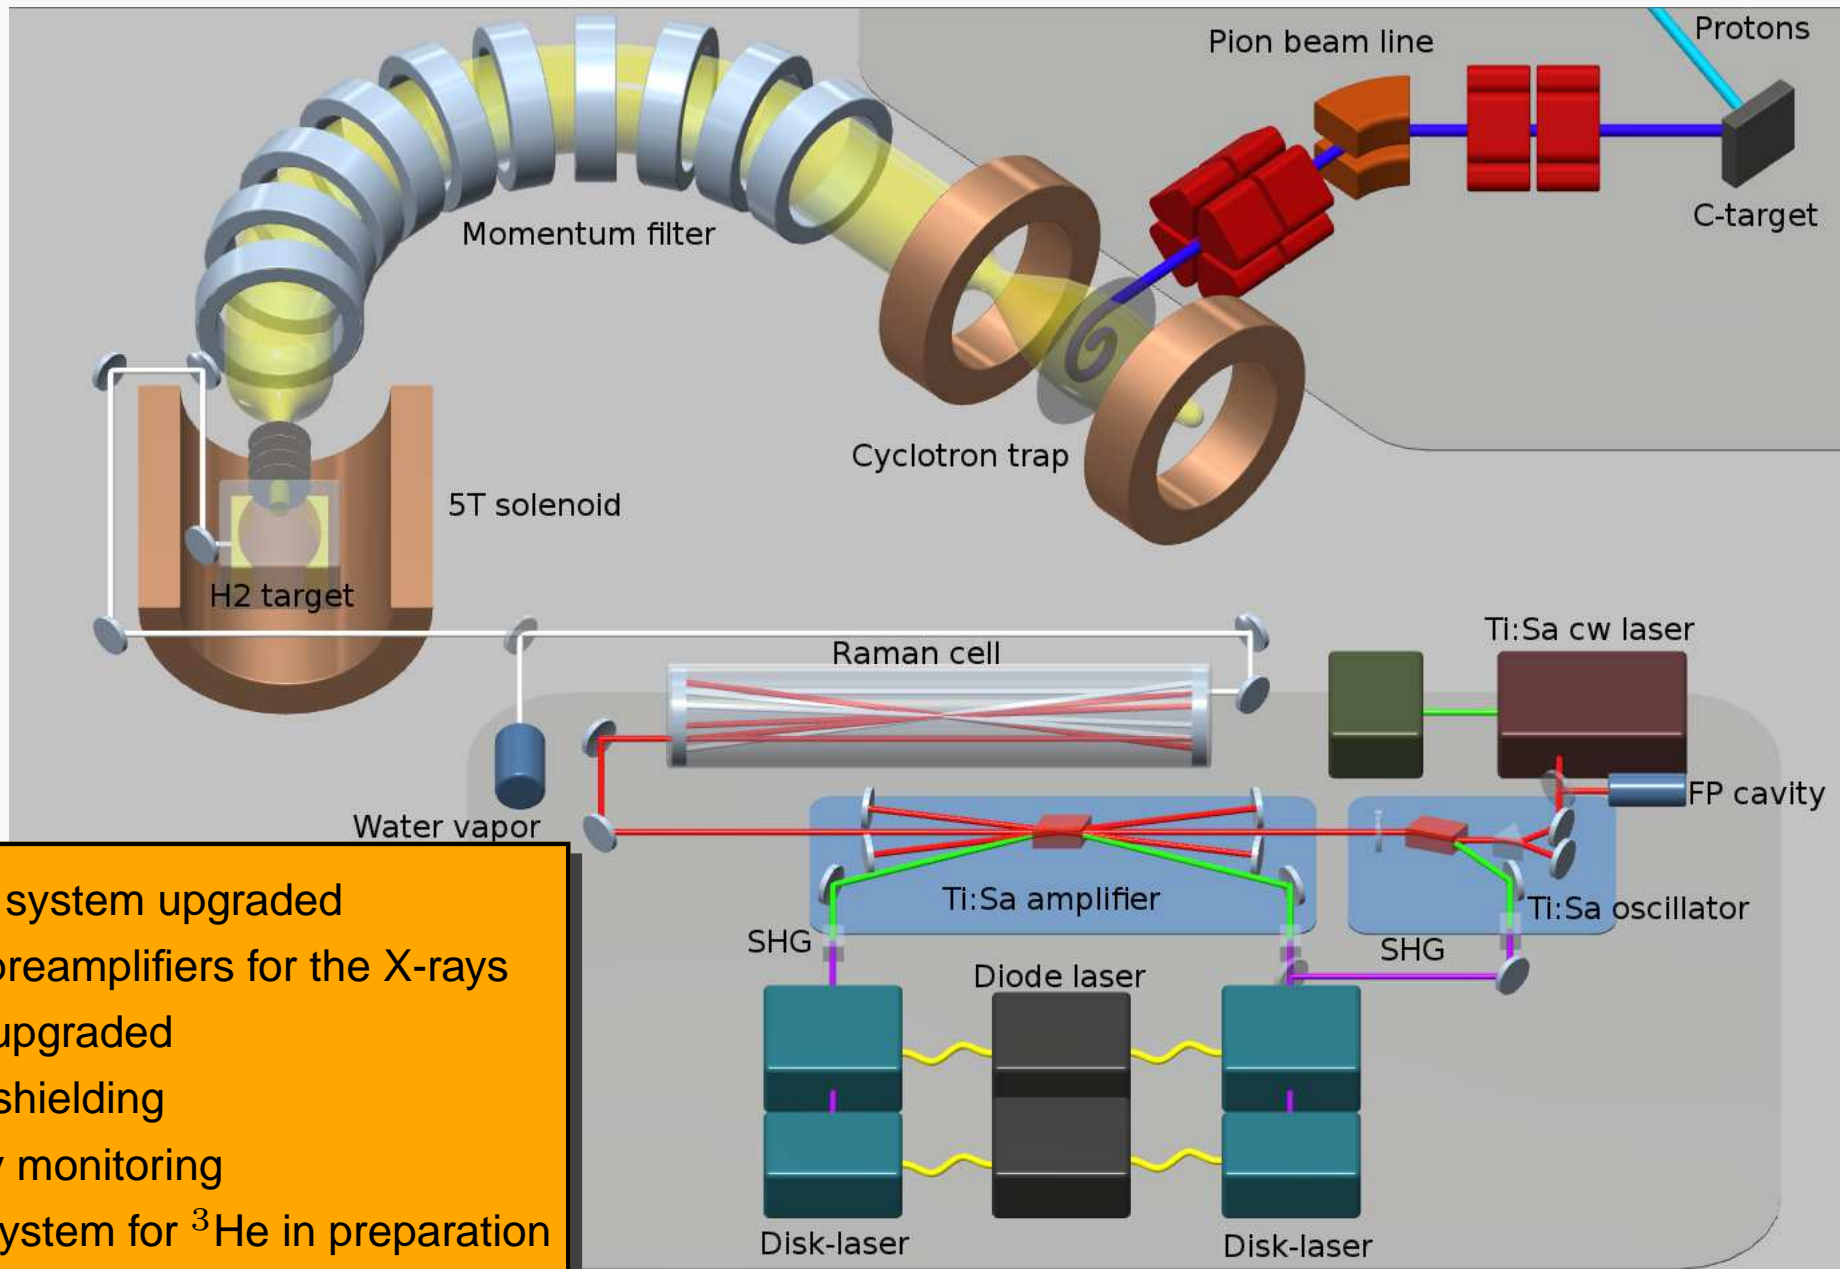 Protons
Pion beam line
C-target
Momentum filter
Cyclotron trap
5T solenoid
H2 target
Ti:Sa cw laser
Raman cell
FP cavity
Water vapor
Ti:Sa amplifier
Ti:Sa oscillator
SHG
SHG
Diode laser
Disk-laser
Disk-laser
system upgraded
preamplifiers for the X-rays
upgraded
shielding
monitoring
for ³He in preparation